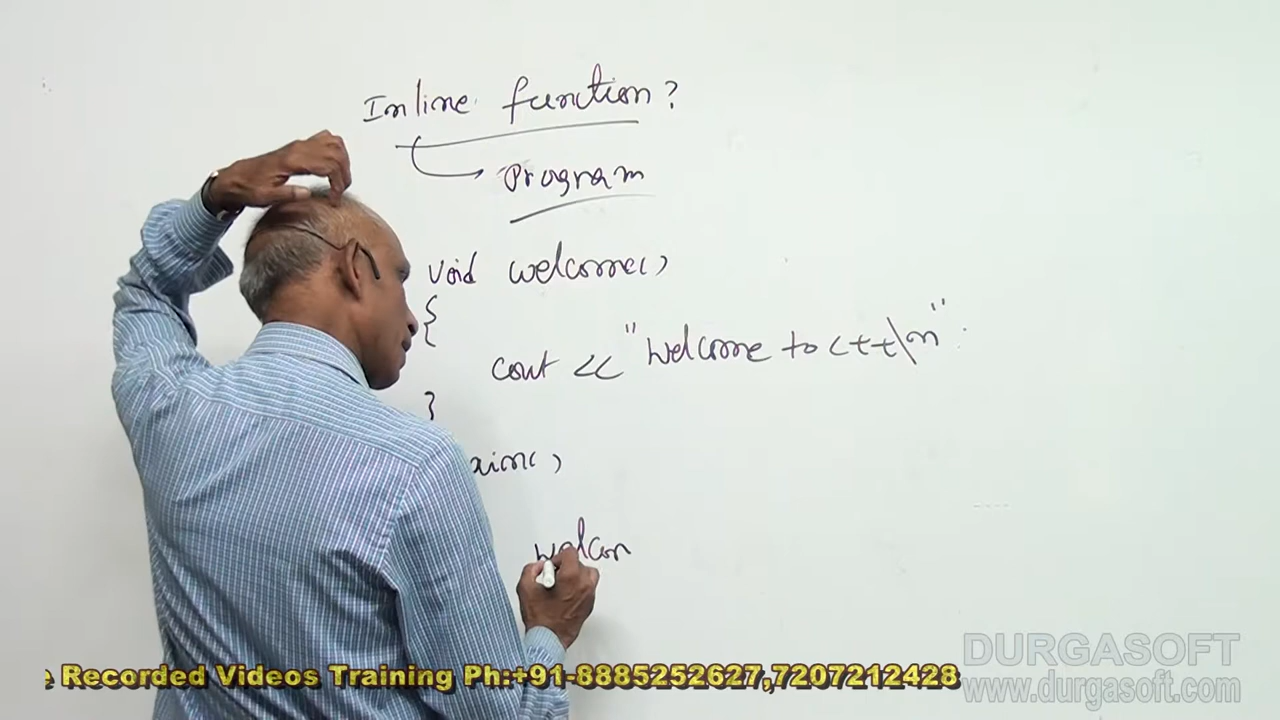 Inline function?
Program
void welcome()
{
cout << "Welcome to c++\n"
}
ain()
welcom
Recorded Videos Training Ph:+91-8885252627,7207212428
DURGASOFT
www.durgasoft.com